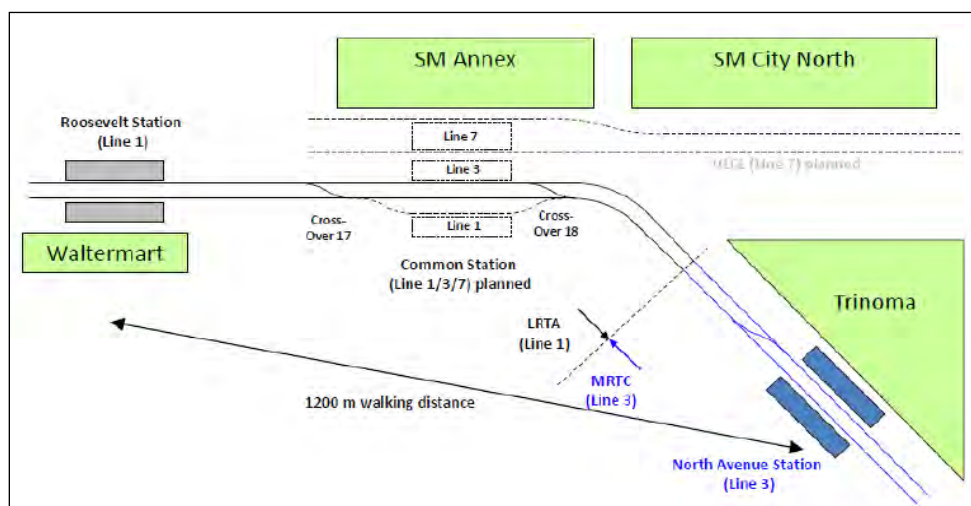 SM Annex
SM City North
Roosevelt Station
(Line 1)
Line 7
(Line 7) planned
Line 3
Line 1
Cross-
Over 17
Cross-
Over 18
Waltermart
Common Station
(Line 1/3/7) planned
Trinoma
LRTA
(Line 1)
MRTC
(Line 3)
1200 m walking distance
North Avenue Station
(Line 3)